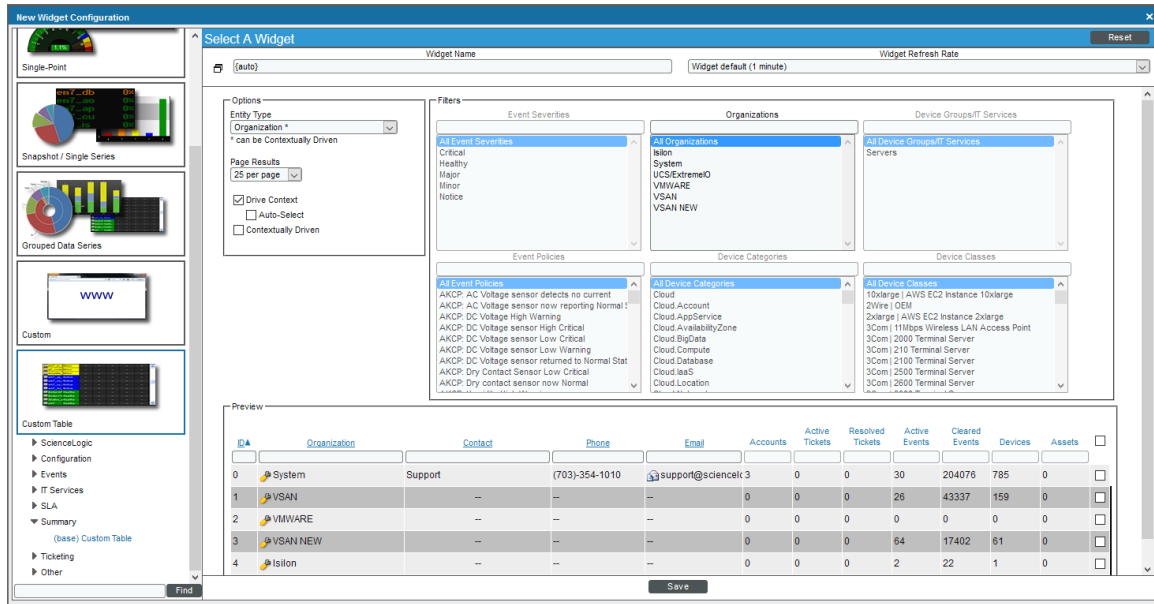 New Widget Configuration
×
1.1%
Single-Point
em7_db 0%
em7_ao 0%
em7_ap 0%
em7_cu 0%
Snapshot / Single Series
Grouped Data Series
www
Custom
Custom Table
ScienceLogic
Configuration
Events
IT Services
SLA
Summary
(base) Custom Table
Ticketing
Other
Find
Select A Widget
Reset
Widget Name
Widget Refresh Rate
{auto}
Widget default (1 minute)
Options
Entity Type
Organization *
* can be Contextually Driven
Page Results
25 per page
Drive Context
Auto-Select
Contextually Driven
Filters
Event Severities
All Event Severities
Critical
Healthy
Major
Minor
Notice
Organizations
All Organizations
Isilon
System
UCS/ExtremeIO
VMWARE
VSAN
VSAN NEW
Device Groups/IT Services
All Device Groups/IT Services
Servers
Event Policies
All Event Policies
AKCP: AC Voltage sensor detects no current
AKCP: AC Voltage sensor now reporting Normal
AKCP: DC Voltage High Warning
AKCP: DC Voltage sensor High Critical
AKCP: DC Voltage sensor Low Critical
AKCP: DC Voltage sensor Low Warning
AKCP: DC Voltage sensor returned to Normal Stat
AKCP: Dry Contact Sensor Low Critical
AKCP: Dry contact sensor now Normal
Device Categories
All Device Categories
Cloud
Cloud.Account
Cloud.AppService
Cloud.AvailabilityZone
Cloud.BigData
Cloud.Compute
Cloud.Database
Cloud.IaaS
Cloud.Location
Device Classes
All Device Classes
10xlarge | AWS EC2 Instance 10xlarge
2Wire | OEM
2xlarge | AWS EC2 Instance 2xlarge
3Com | 11Mbps Wireless LAN Access Point
3Com | 2000 Terminal Server
3Com | 210 Terminal Server
3Com | 2100 Terminal Server
3Com | 2500 Terminal Server
3Com | 2600 Terminal Server
Preview
ID Organization Contact Phone Email Accounts Active Tickets Resolved Tickets Active Events Cleared Events Devices Assets
0 System Support (703)-354-1010 support@sciencelo 3 0 0 30 204076 785 0
1 VSAN -- -- -- 0 0 0 26 43337 159 0
2 VMWARE -- -- -- 0 0 0 0 0 0 0
3 VSAN NEW -- -- -- 0 0 0 64 17402 61 0
4 Isilon -- -- -- 0 0 0 2 22 1 0
Save